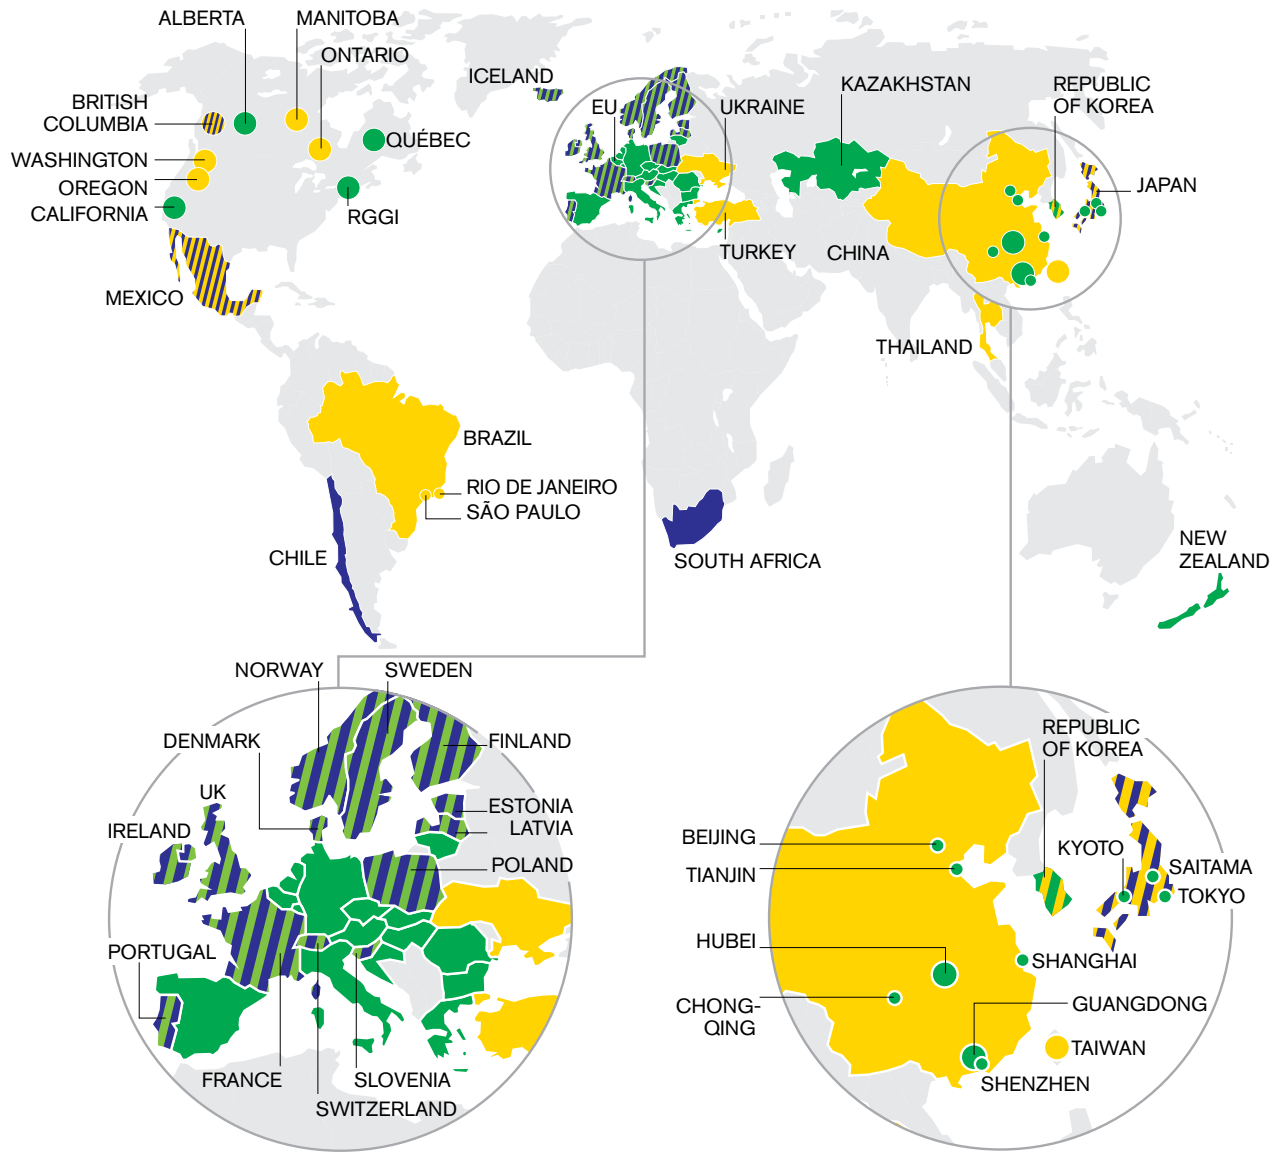 ALBERTA
MANITOBA
ONTARIO
ICELAND
BRITISH
COLUMBIA
QUÉBEC
WASHINGTON
OREGON
CALIFORNIA
RGGI
MEXICO
EU
UKRAINE
KAZAKHSTAN
REPUBLIC
OF KOREA
JAPAN
TURKEY
CHINA
THAILAND
BRAZIL
RIO DE JANEIRO
SÃO PAULO
CHILE
SOUTH AFRICA
NEW
ZEALAND
NORWAY
SWEDEN
DENMARK
FINLAND
UK
IRELAND
ESTONIA
LATVIA
POLAND
PORTUGAL
FRANCE
SLOVENIA
SWITZERLAND
REPUBLIC
OF KOREA
BEIJING
TIANJIN
KYOTO
SAITAMA
TOKYO
HUBEI
SHANGHAI
CHONG-
QING
GUANGDONG
TAIWAN
SHENZHEN